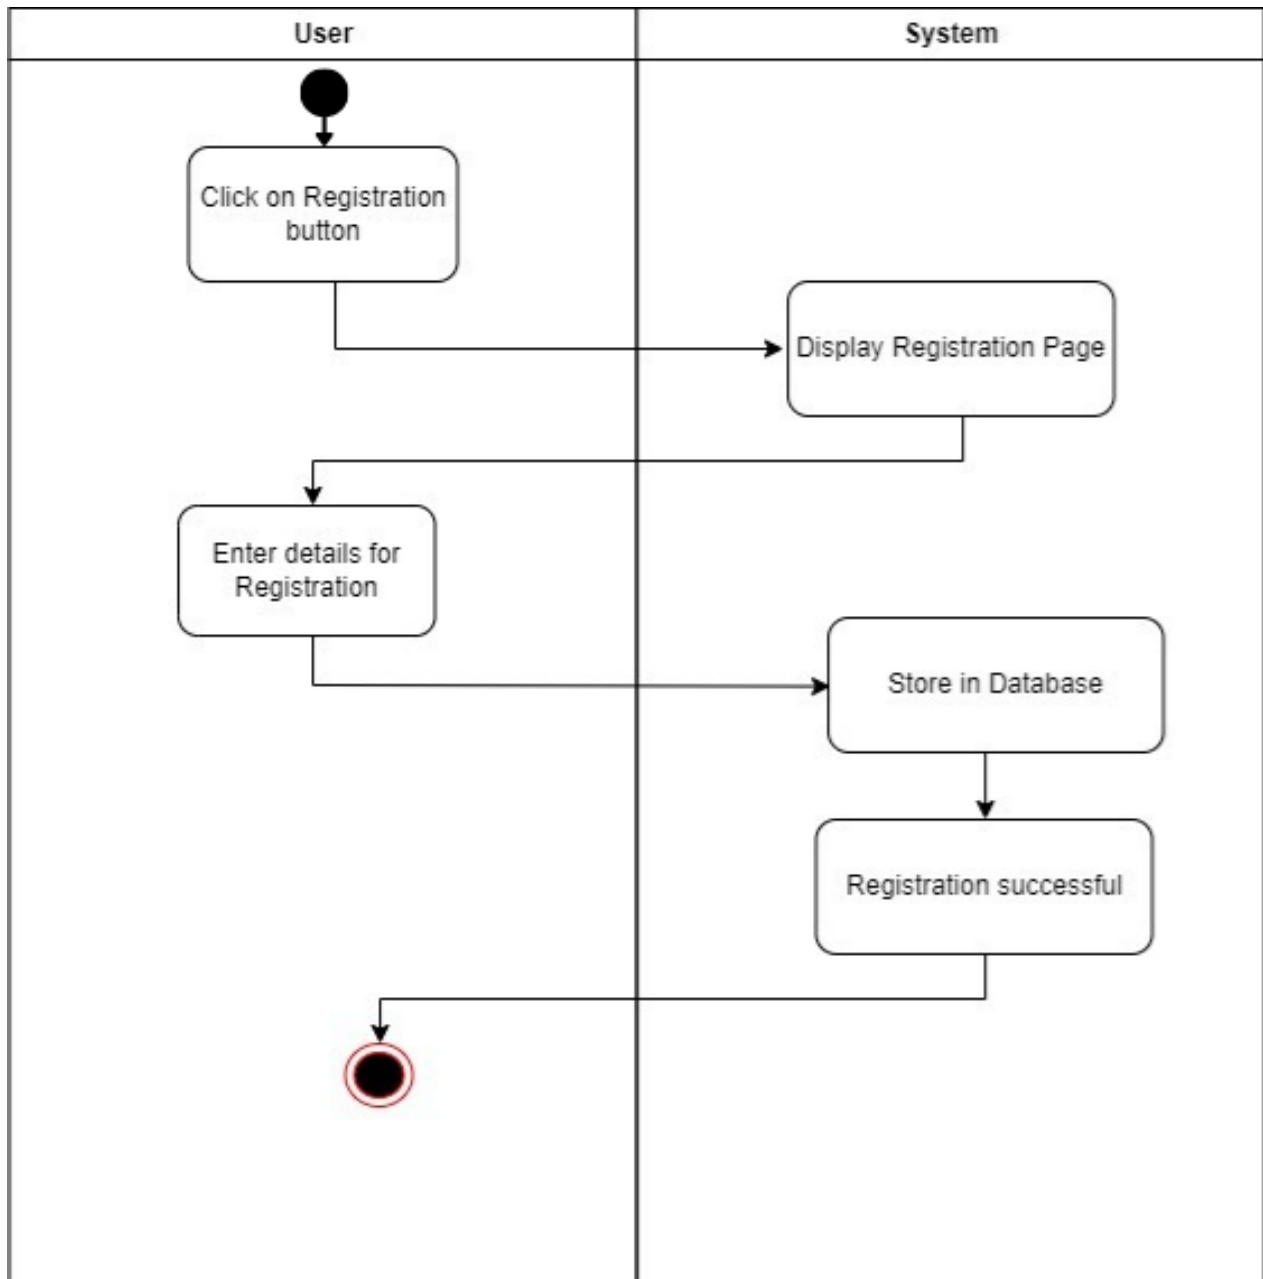 User
System
Click on Registration
button
Display Registration Page
Enter details for
Registration
Store in Database
Registration successful